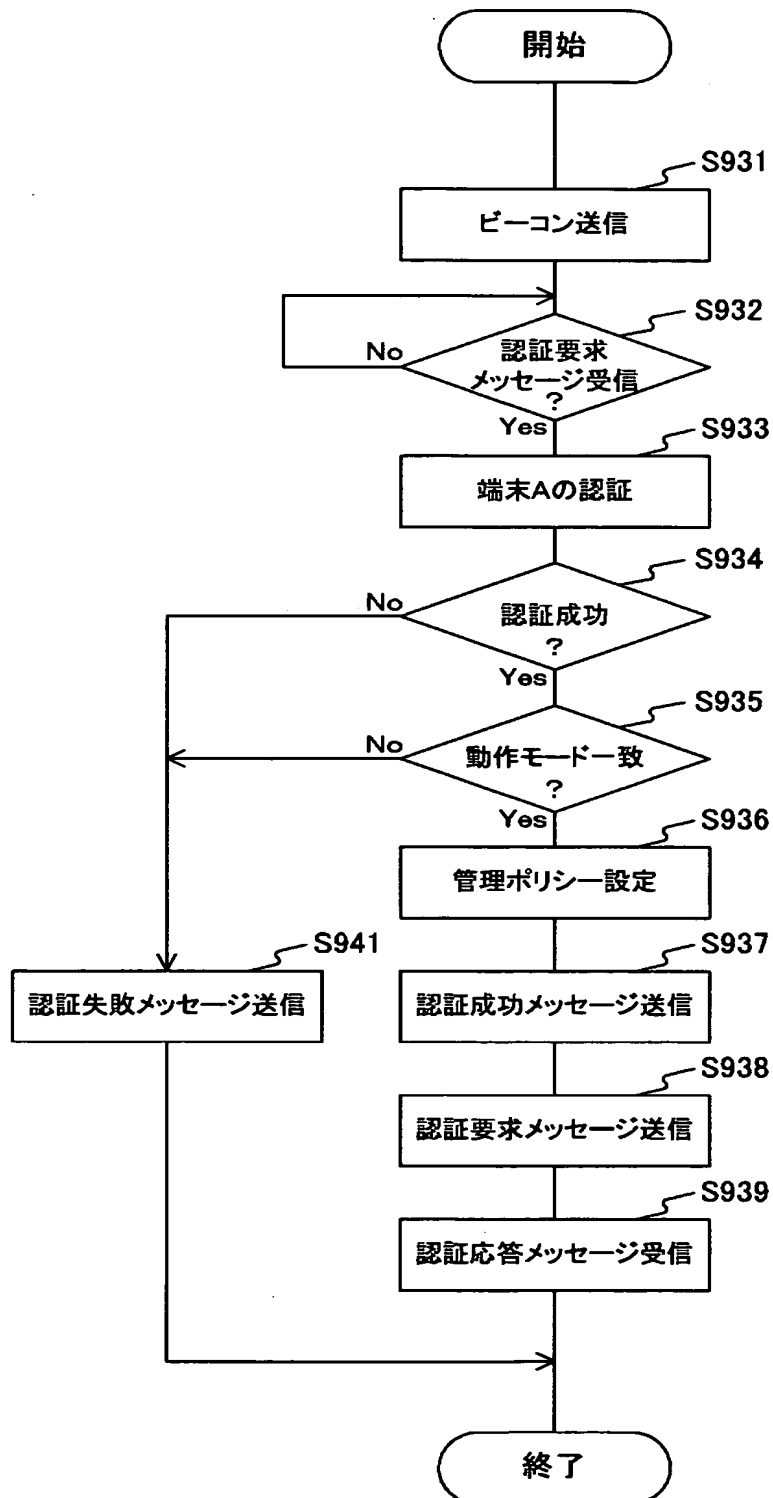 開始
S931
ビーコン送信
S932
No
認証要求
メッセージ受信
?
Yes
S933
端末Aの認証
S934
No
認証成功
?
Yes
S935
No
動作モード一致
?
Yes
S936
管理ポリシー設定
S941
S937
認証失敗メッセージ送信
認証成功メッセージ送信
S938
認証要求メッセージ送信
S939
認証応答メッセージ受信
終了